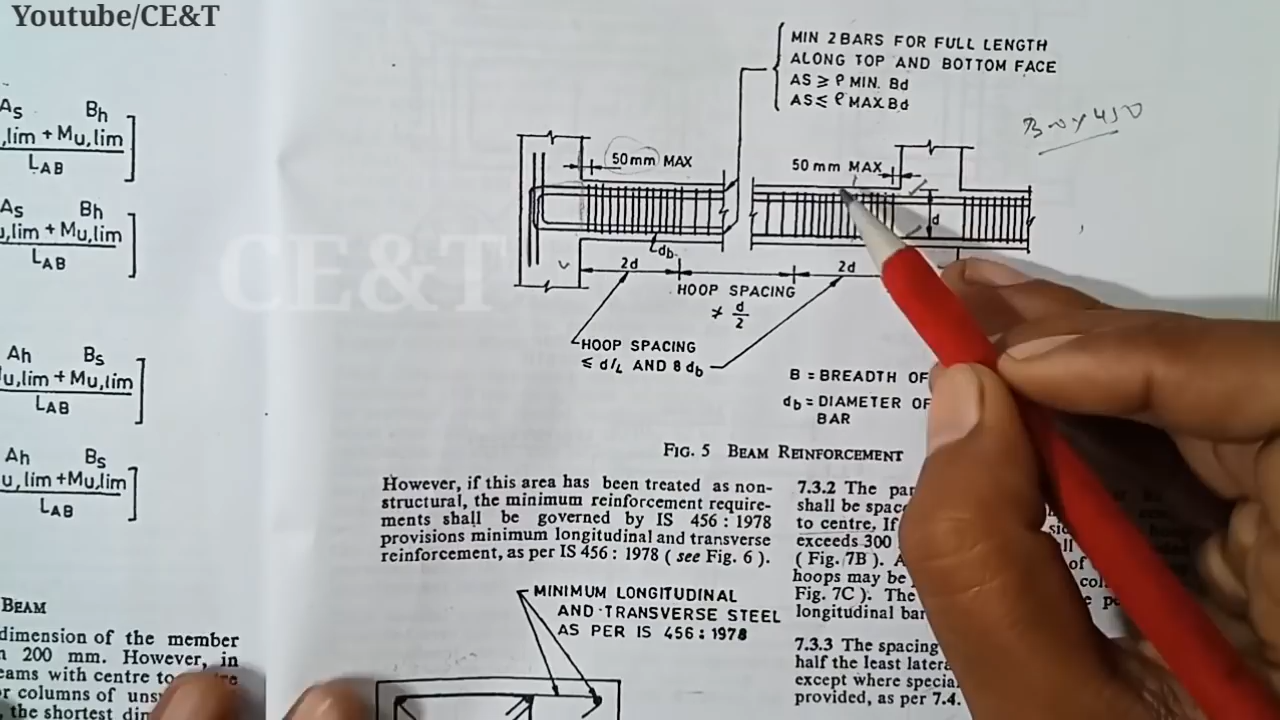 Youtube/CE&T
MIN 2 BARS FOR FULL LENGTH
ALONG TOP AND BOTTOM FACE
AS ≥ ρ MIN. Bd
AS ≤ ρ MAX Bd
As Bh
,lim + Mu,lim
LAB
As Bh
,lim + Mu,lim
LAB
Ah Bs
u,lim + Mu,lim
LAB
Ah Bs
u,lim +Mu,lim
LAB
50mm MAX
50 mm MAX
d
db
2d
2d
HOOP SPACING
≯ d/2
HOOP SPACING
≤ d/L AND 8 db
B = BREADTH OF
db = DIAMETER OF
BAR
FIG. 5 BEAM REINFORCEMENT
CE&T
However, if this area has been treated as non-
structural, the minimum reinforcement require-
ments shall be governed by IS 456 : 1978
provisions minimum longitudinal and transverse
reinforcement, as per IS 456 : 1978 ( see Fig. 6 ).
MINIMUM LONGITUDINAL
AND TRANSVERSE STEEL
AS PER IS 456 : 1978
7.3.2 The
shall be
to centre. If
exceeds 300
( Fig. 7B ).
hoops may be
Fig. 7C ). The
longitudinal
7.3.3 The spacing
half the least
except where
provided, as per 7.4.
BEAM
dimension of the member
200 mm. However, in
with centre to
columns of
, the shortest